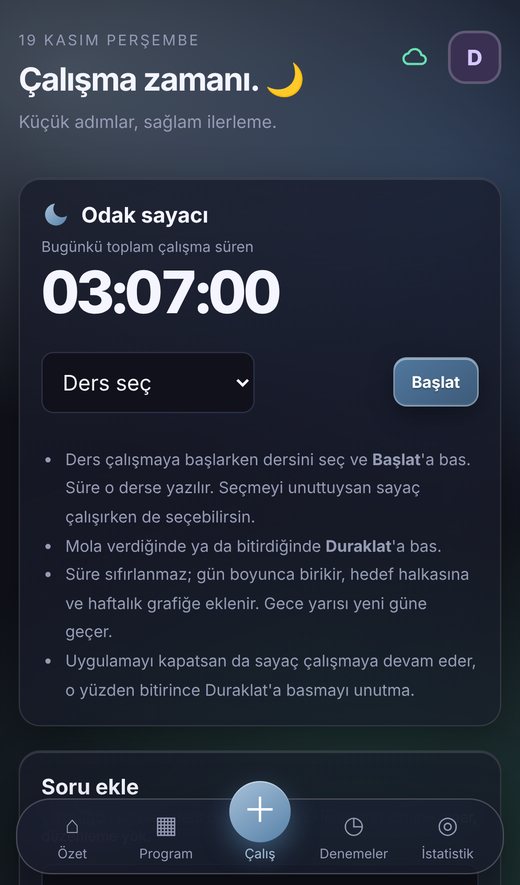 19 KASIM PERŞEMBE
Çalışma zamanı. 🌙
D
Küçük adımlar, sağlam ilerleme.
Odak sayacı
Bugünkü toplam çalışma süren
03:07:00
Ders seç
Başlat
• Ders çalışmaya başlarken dersini seç ve Başlat'a bas.
Süre o derse yazılır. Seçmeyi unuttuysan sayaç
çalışırken de seçebilirsin.
• Mola verdiğinde ya da bitirdiğinde Duraklat'a bas.
• Süre sıfırlanmaz; gün boyunca birikir, hedef halkasına
ve haftalık grafiğe eklenir. Gece yarısı yeni güne
geçer.
• Uygulamayı kapatsan da sayaç çalışmaya devam eder,
o yüzden bitirince Duraklat'a basmayı unutma.
Soru ekle
düzenleme yok.
Özet
Program
Çalış
Denemeler
İstatistik